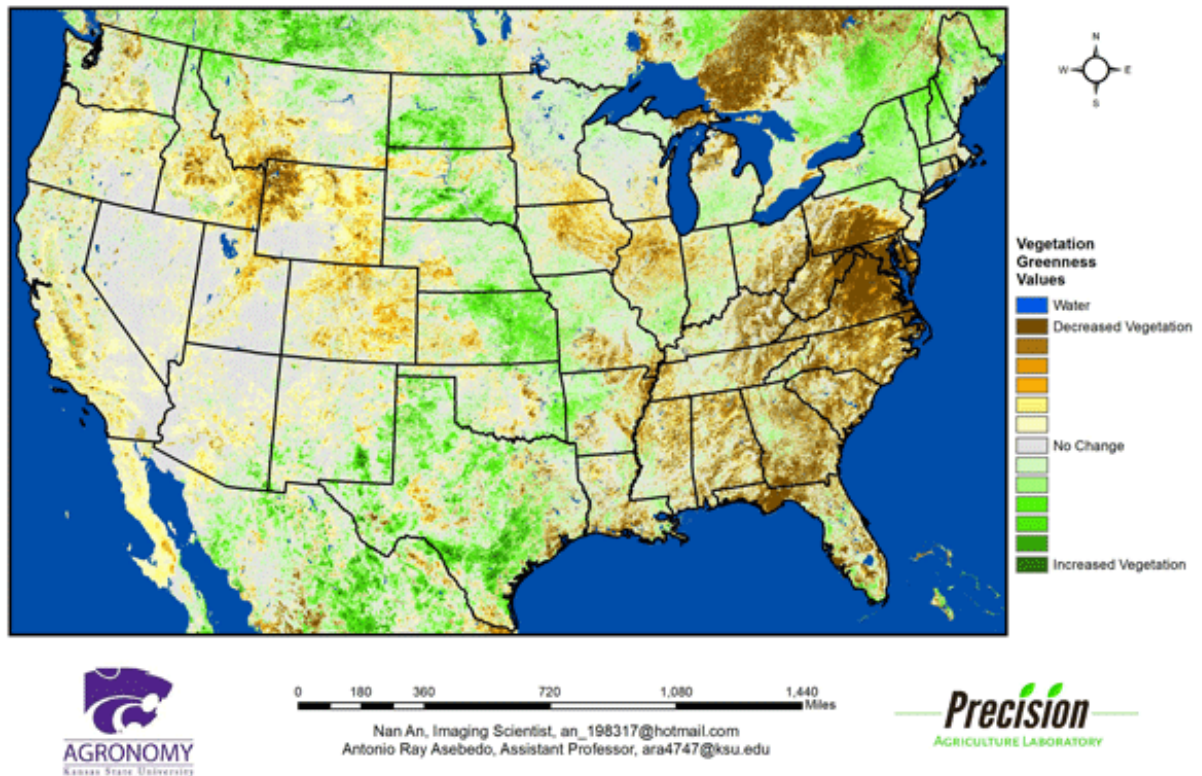 N
W
E
S
Vegetation
Greenness
Values
Water
Decreased Vegetation
No Change
Increased Vegetation
0 180 360 720 1,080 1,440
Miles
Nan An, Imaging Scientist, an_198317@hotmail.com
Antonio Ray Asebedo, Assistant Professor, ara4747@ksu.edu
AGRONOMY
Kansas State University
Precision
AGRICULTURE LABORATORY